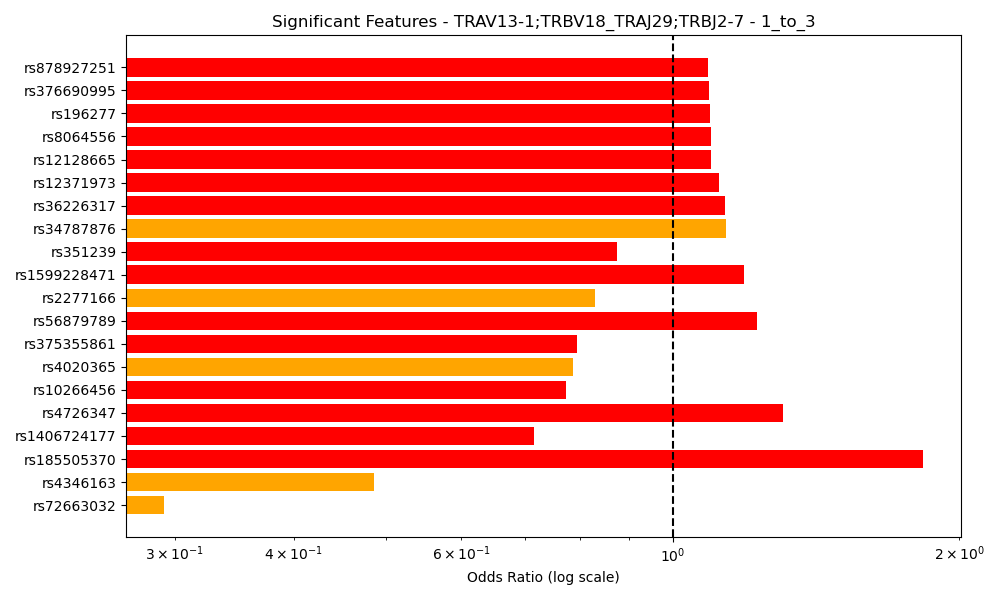 Significant Features - TRAV13-1;TRBV18_TRAJ29;TRBJ2-7 - 1_to_3
rs878927251
rs376690995
rs196277
rs8064556
rs12128665
rs12371973
rs36226317
rs34787876
rs351239
rs1599228471
rs2277166
rs56879789
rs375355861
rs4020365
rs10266456
rs4726347
rs1406724177
rs185505370
rs4346163
rs72663032
3 × 10⁻¹ 4 × 10⁻¹ 6 × 10⁻¹ 10⁰ 2 × 10⁰
Odds Ratio (log scale)